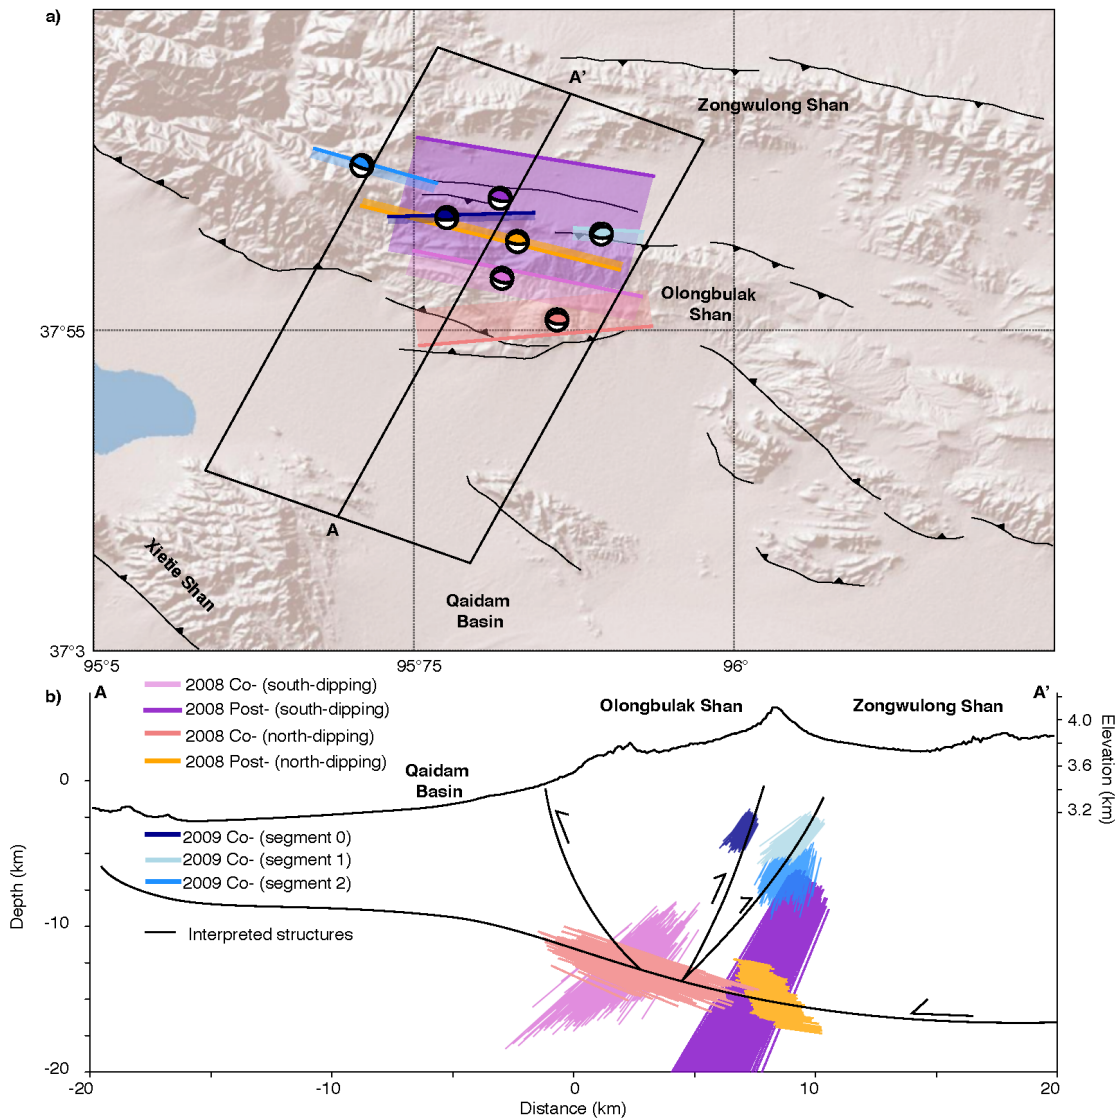 a)
A'
Zongwulong Shan
Olongbulak
Shan
37°55
A
Xietie Shan
Qaidam
Basin
37°3
95°5
95°75
96°
b)
A
A'
2008 Co- (south-dipping)
2008 Post- (south-dipping)
2008 Co- (north-dipping)
2008 Post- (north-dipping)
Olongbulak Shan
Zongwulong Shan
Qaidam
Basin
4.0
3.6
3.2
Elevation (km)
0
-10
-20
Depth (km)
2009 Co- (segment 0)
2009 Co- (segment 1)
2009 Co- (segment 2)
Interpreted structures
-20
-10
0
10
20
Distance (km)